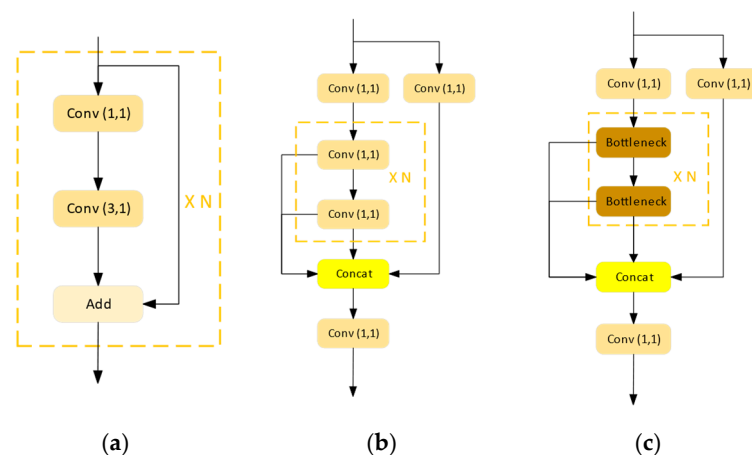 Conv (1,1)
Conv (3,1)
X N
Add
(a)
Conv (1,1)
Conv (1,1)
Conv (1,1)
X N
Conv (1,1)
Concat
Conv (1,1)
(b)
Conv (1,1)
Conv (1,1)
Bottleneck
X N
Bottleneck
Concat
Conv (1,1)
(c)